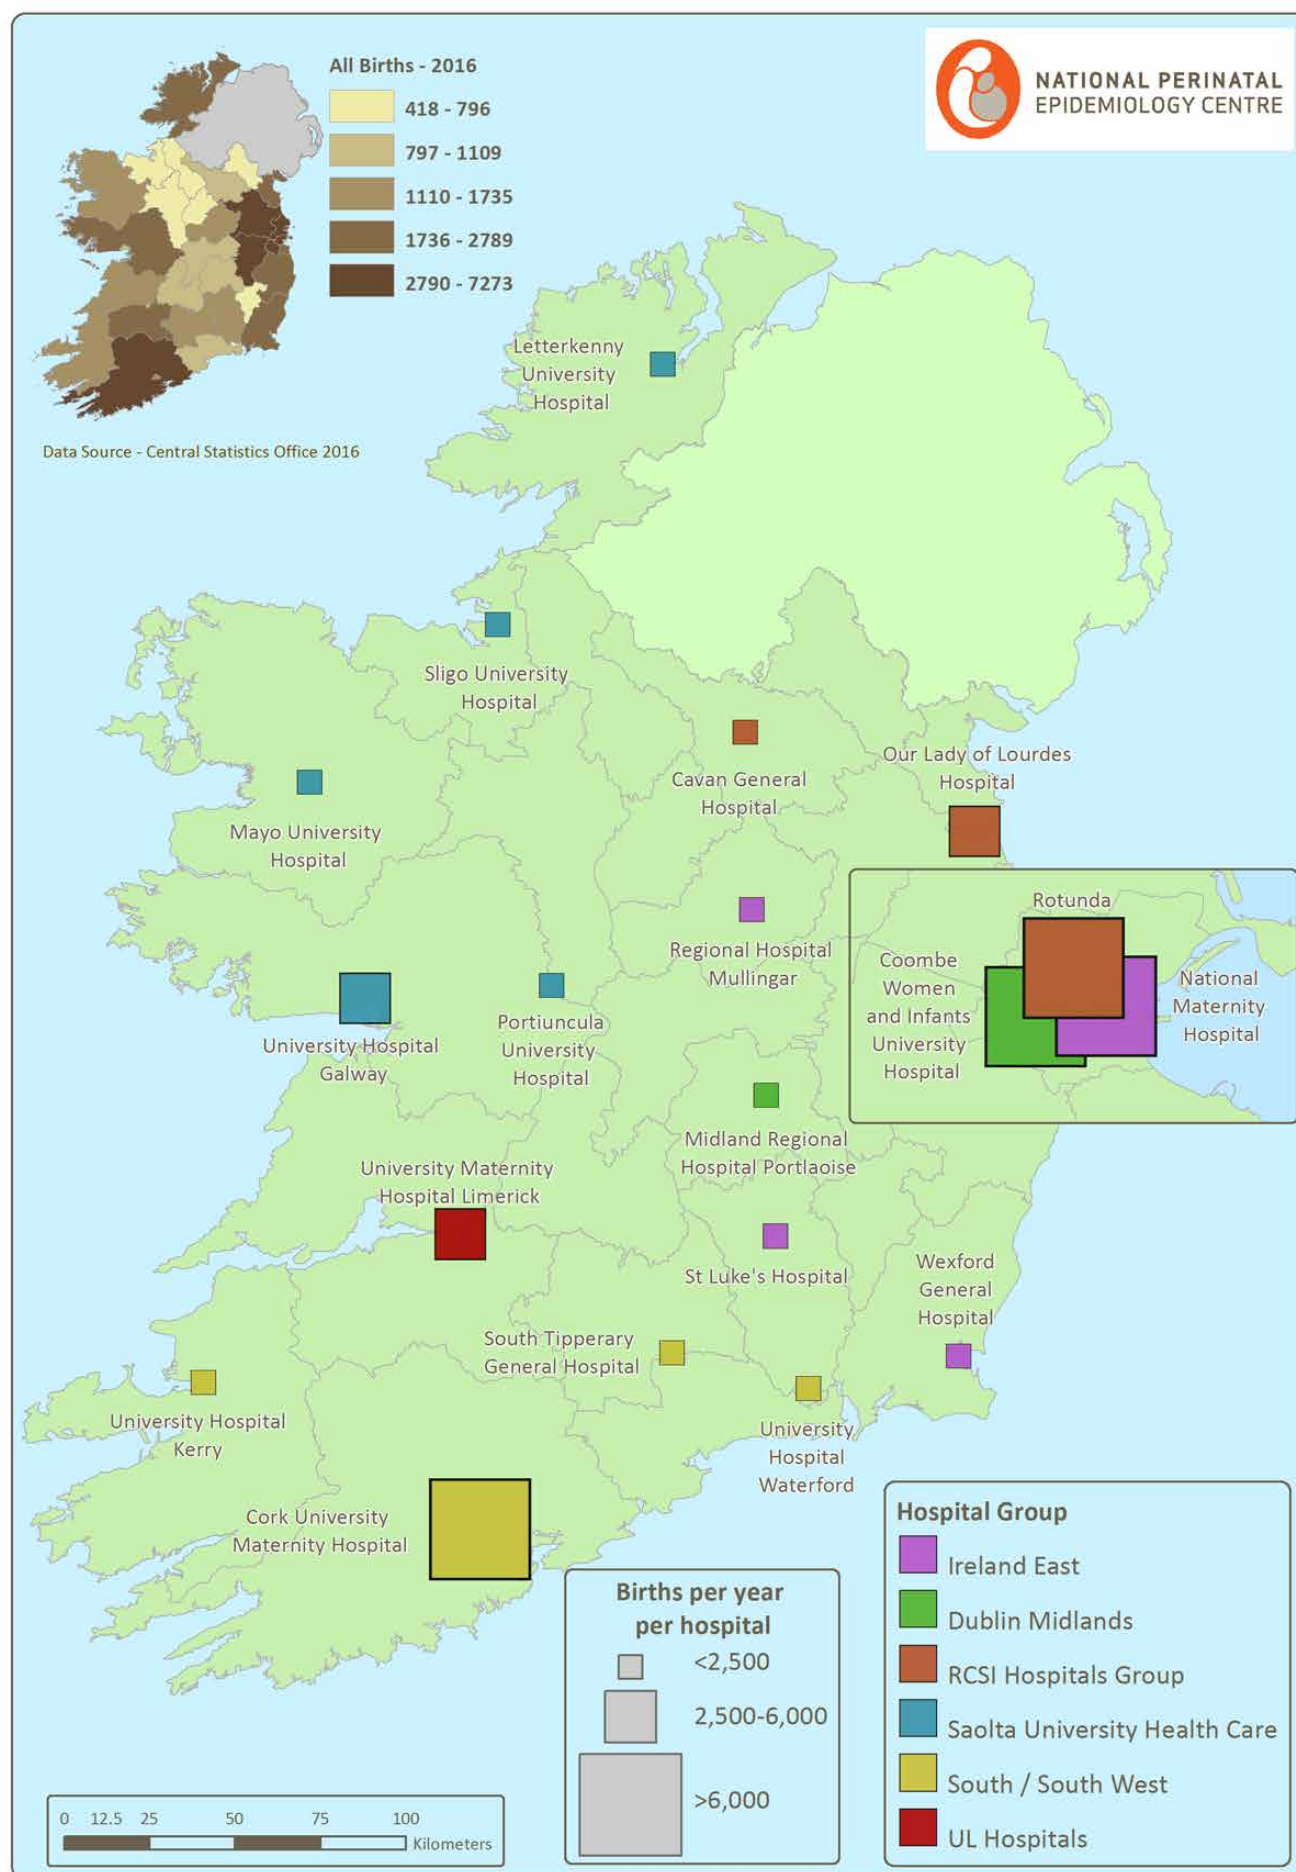 All Births - 2016
418 - 796
797 - 1109
1110 - 1735
1736 - 2789
2790 - 7273
Data Source - Central Statistics Office 2016
NATIONAL PERINATAL
EPIDEMIOLOGY CENTRE
Letterkenny
University
Hospital
Sligo University
Hospital
Cavan General
Hospital
Our Lady of Lourdes
Hospital
Mayo University
Hospital
Regional Hospital
Mullingar
Rotunda
Coombe
Women
and Infants
University
Hospital
National
Maternity
Hospital
University Hospital
Galway
Portiuncula
University
Hospital
Midland Regional
Hospital Portlaoise
University Maternity
Hospital Limerick
St Luke's Hospital
Wexford
General
Hospital
South Tipperary
General Hospital
University Hospital
Kerry
University
Hospital
Waterford
Cork University
Maternity Hospital
Births per year
per hospital
<2,500
2,500-6,000
>6,000
Hospital Group
Ireland East
Dublin Midlands
RCSI Hospitals Group
Saolta University Health Care
South / South West
UL Hospitals
0 12.5 25 50 75 100
Kilometers